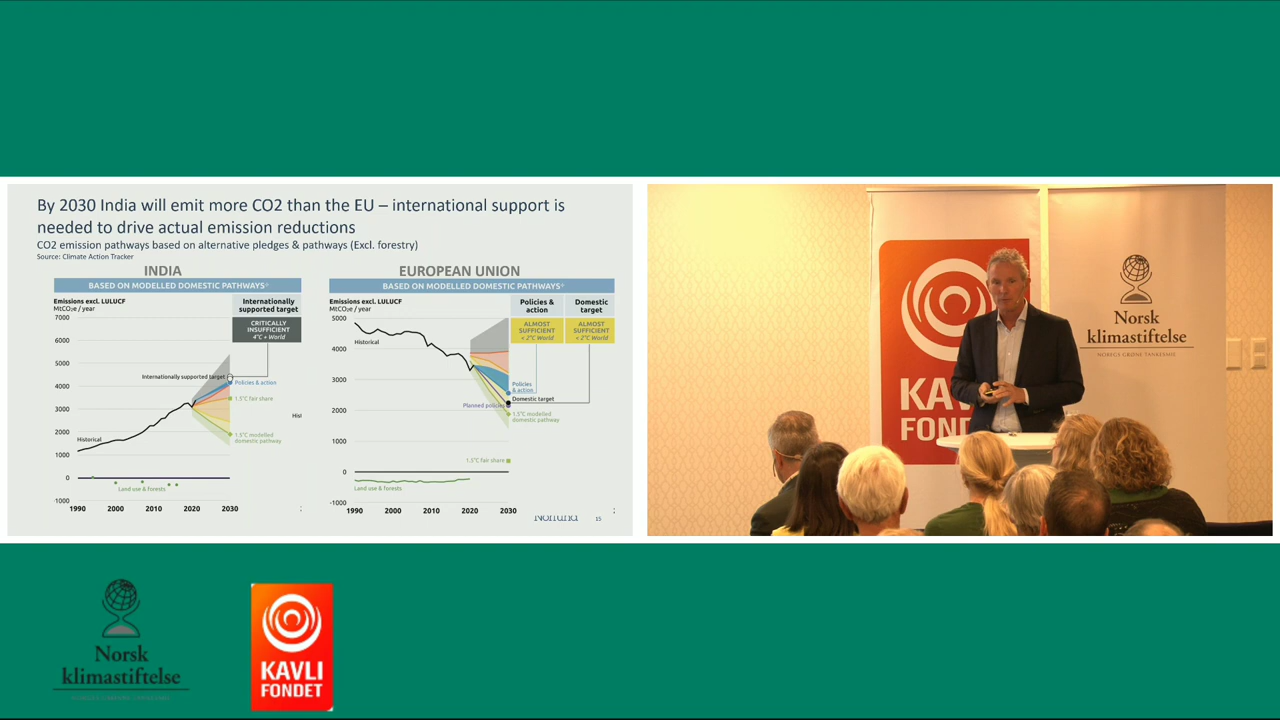 By 2030 India will emit more CO2 than the EU – international support is
needed to drive actual emission reductions
CO2 emission pathways based on alternative pledges & pathways (Excl. forestry)
Source: Climate Action Tracker
INDIA
BASED ON MODELLED DOMESTIC PATHWAYS
Emissions excl. LULUCF
MtCO₂e / year
Internationally
supported target
CRITICALLY
INSUFFICIENT
4°C + World
7000
6000
5000
4000
3000
2000
1000
0
1000
Internationally supported target
Policies & action
1.5°C fair share
1.5°C modelled
domestic pathway
Historical
Hist
Land use & forests
1990 2000 2010 2020 2030
EUROPEAN UNION
BASED ON MODELLED DOMESTIC PATHWAYS
Emissions excl. LULUCF
MtCO₂e / year
Policies &
action
Domestic
target
ALMOST
SUFFICIENT
< 2°C World
ALMOST
SUFFICIENT
< 2°C World
5000
4000
3000
2000
1000
0
-1000
Historical
Policies
& action
Domestic target
Planned policies
1.5°C modelled
domestic pathway
1.5°C fair share
Land use & forests
1990 2000 2010 2020 2030
Norfund
15
KAV
FOND
Norsk
klimastiftelse
NORGES GRØNNE TANKESMIE
Norsk
klimastiftelse
KAVLI
FONDET